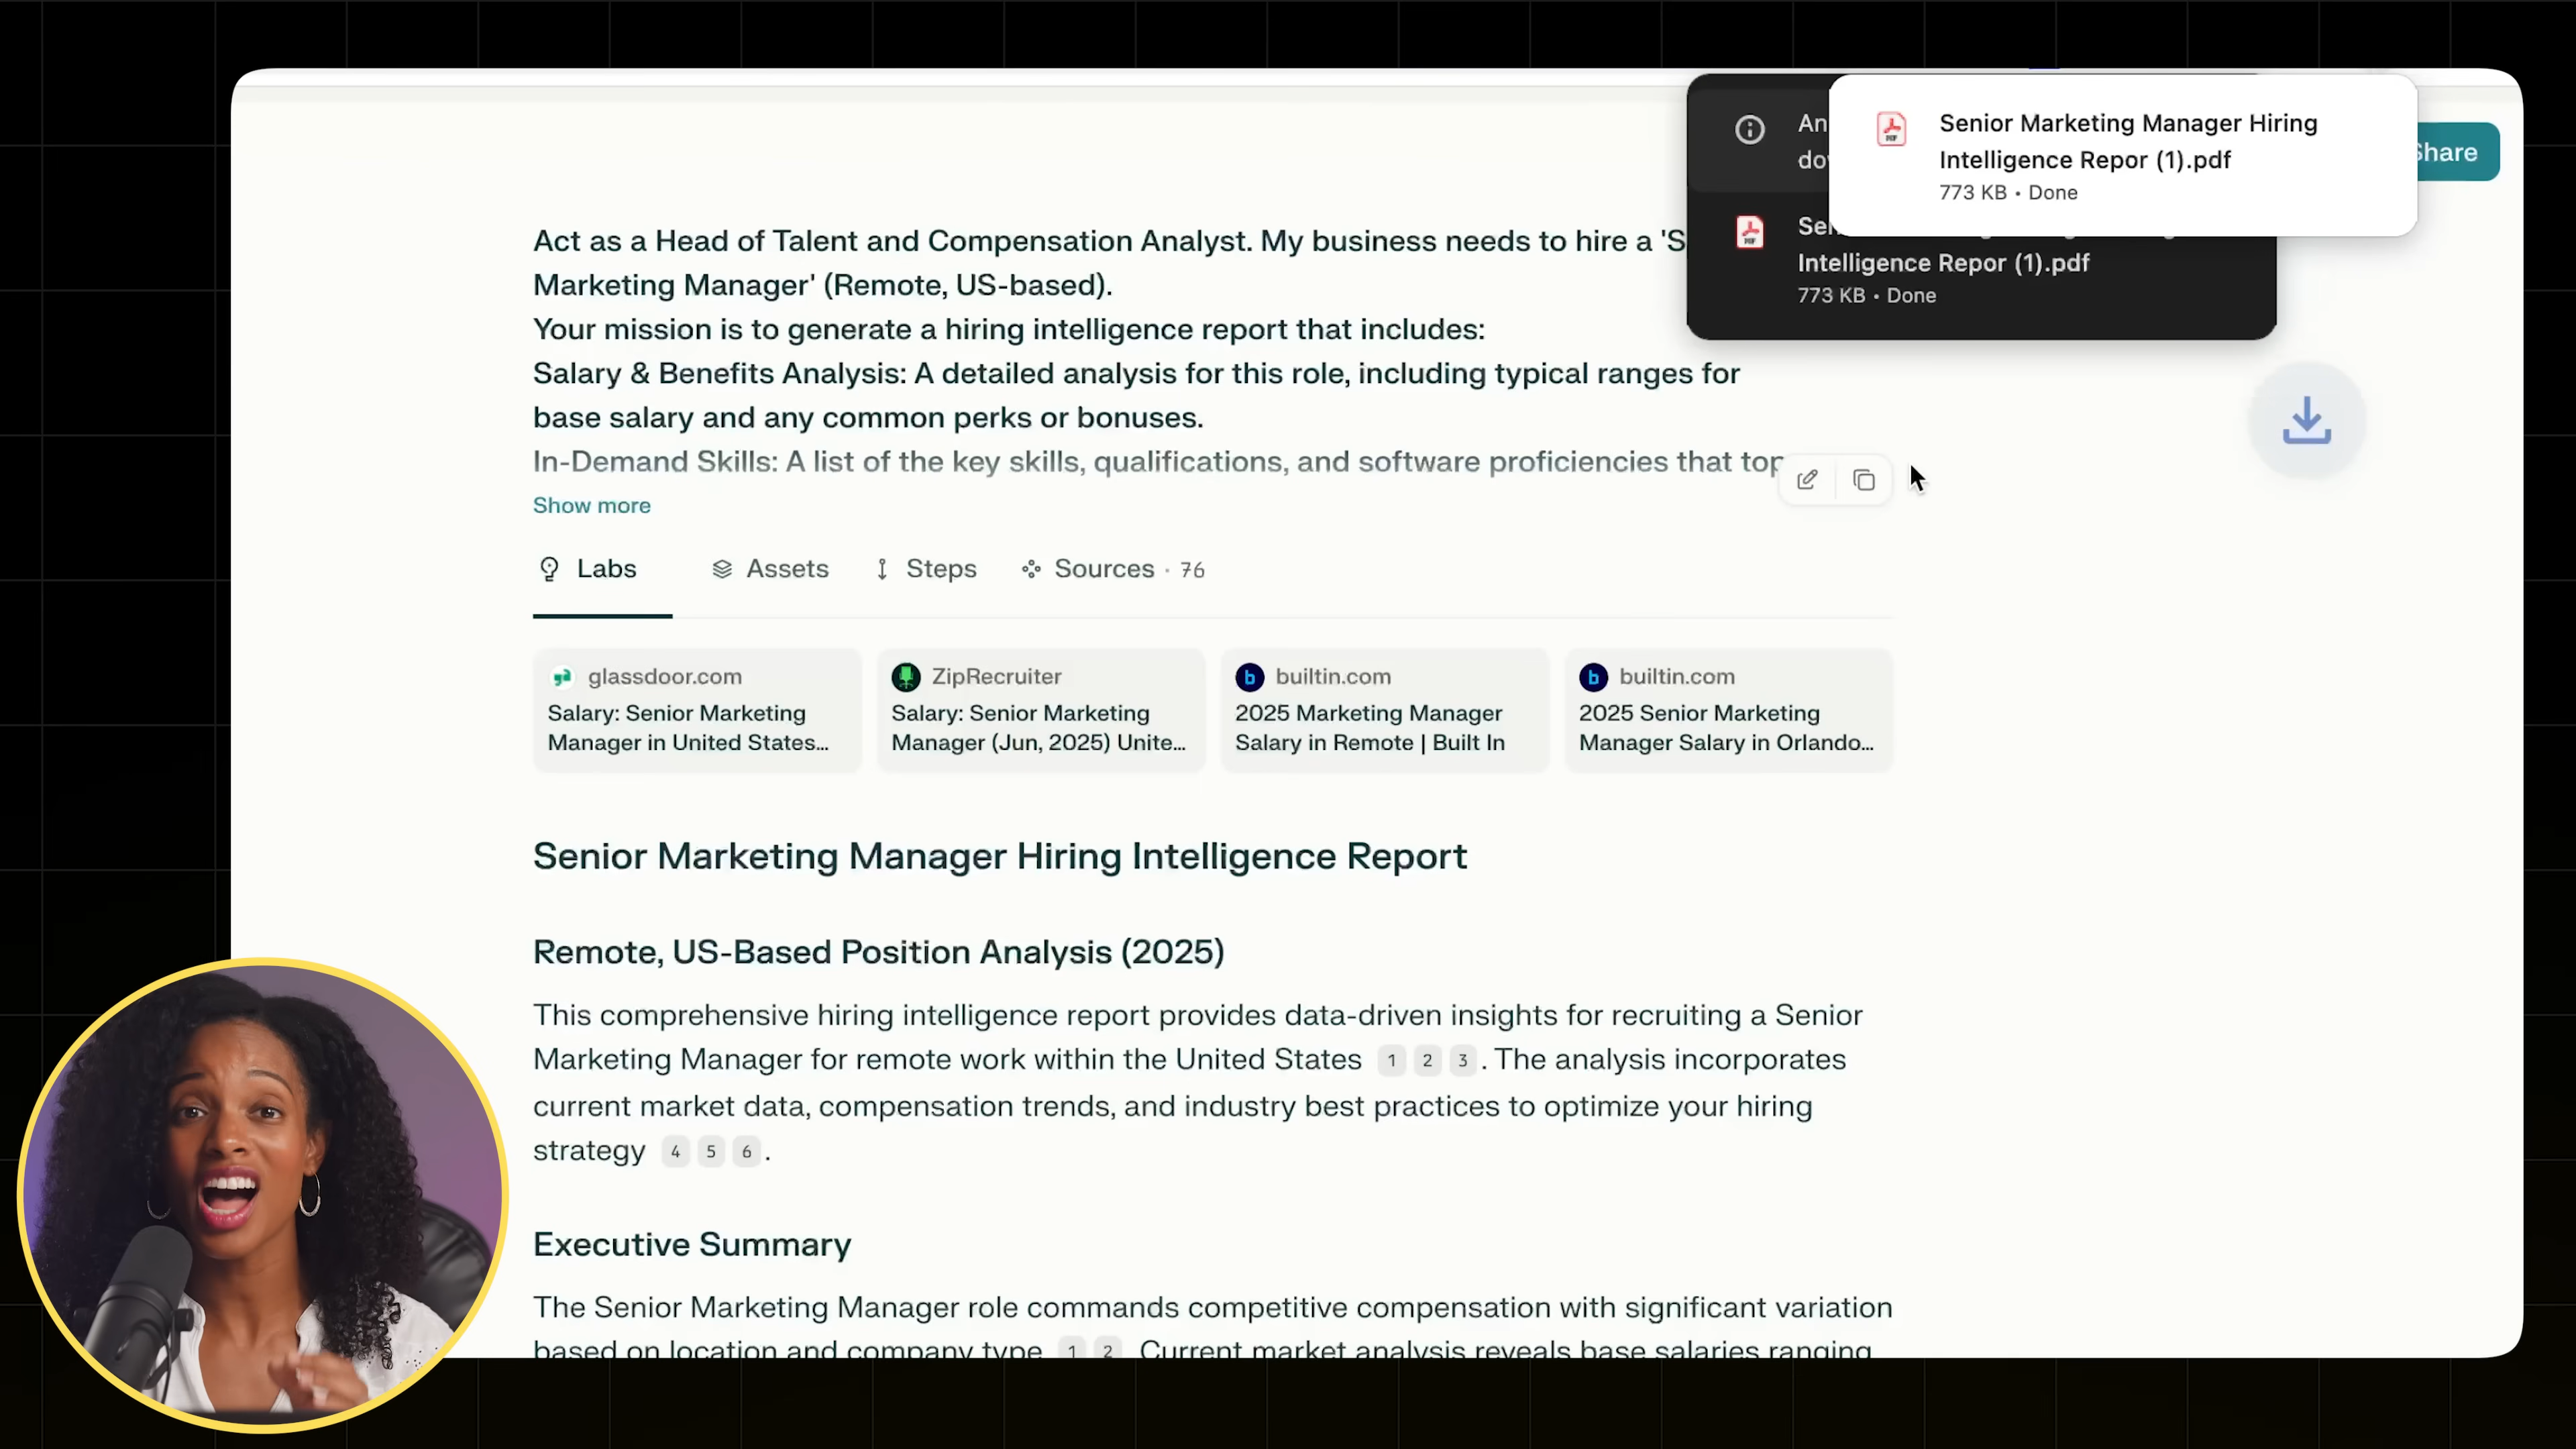 An
do
Senior Marketing Manager Hiring
Intelligence Repor (1).pdf
773 KB • Done
Share
Sen
Intelligence Repor (1).pdf
773 KB • Done
Act as a Head of Talent and Compensation Analyst. My business needs to hire a 'S
Marketing Manager' (Remote, US-based).
Your mission is to generate a hiring intelligence report that includes:
Salary & Benefits Analysis: A detailed analysis for this role, including typical ranges for
base salary and any common perks or bonuses.
In-Demand Skills: A list of the key skills, qualifications, and software proficiencies that top
Show more
Labs
Assets
Steps
Sources · 76
glassdoor.com
Salary: Senior Marketing
Manager in United States...
ZipRecruiter
Salary: Senior Marketing
Manager (Jun, 2025) Unite...
builtin.com
2025 Marketing Manager
Salary in Remote | Built In
builtin.com
2025 Senior Marketing
Manager Salary in Orlando...
Senior Marketing Manager Hiring Intelligence Report
Remote, US-Based Position Analysis (2025)
This comprehensive hiring intelligence report provides data-driven insights for recruiting a Senior
Marketing Manager for remote work within the United States 1 2 3 . The analysis incorporates
current market data, compensation trends, and industry best practices to optimize your hiring
strategy 4 5 6 .
Executive Summary
The Senior Marketing Manager role commands competitive compensation with significant variation
based on location and company type 1 2 Current market analysis reveals base salaries ranging